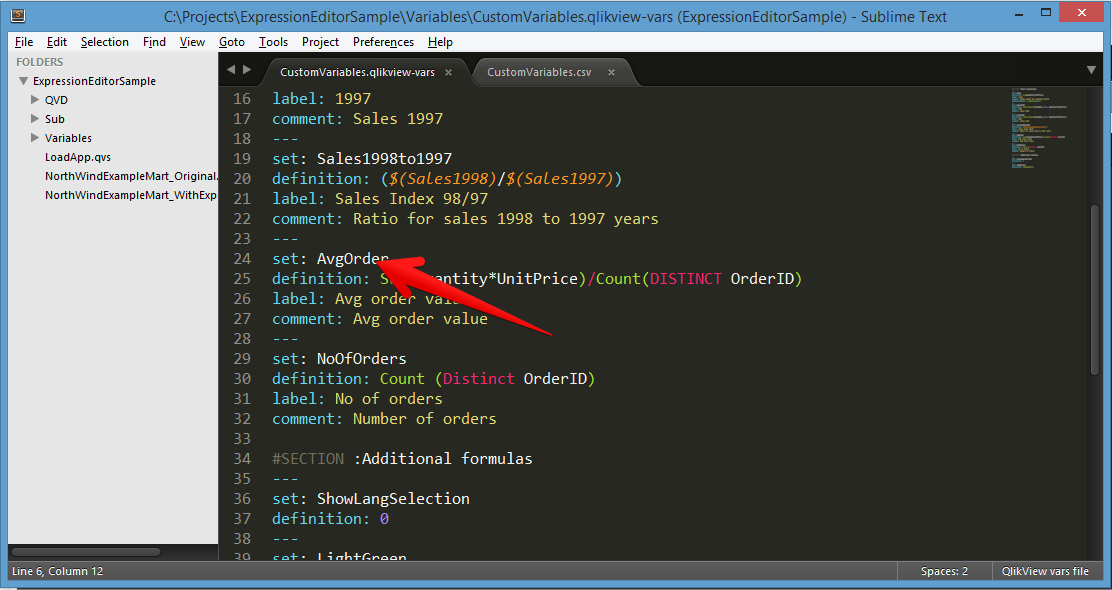 C:\Projects\ExpressionEditorSample\Variables\CustomVariables.qlikview-vars (ExpressionEditorSample) - Sublime Text
File Edit Selection Find View Goto Tools Project Preferences Help
FOLDERS
ExpressionEditorSample
QVD
Sub
Variables
LoadApp.qvs
NorthWindExampleMart_Original.
NorthWindExampleMart_WithExp
CustomVariables.qlikview-vars × CustomVariables.csv ×
16 label: 1997
17 comment: Sales 1997
18 ---
19 set: Sales1998to1997
20 definition: ($(Sales1998)/$(Sales1997))
21 label: Sales Index 98/97
22 comment: Ratio for sales 1998 to 1997 years
23 ---
24 set: AvgOrder
25 definition: S antity*UnitPrice)/Count(DISTINCT OrderID)
26 label: Avg order val
27 comment: Avg order value
28 ---
29 set: NoOfOrders
30 definition: Count (Distinct OrderID)
31 label: No of orders
32 comment: Number of orders
33
34 #SECTION :Additional formulas
35 ---
36 set: ShowLangSelection
37 definition: 0
38 ---
39 set: LightGreen
Line 6, Column 12 Spaces: 2 QlikView vars file